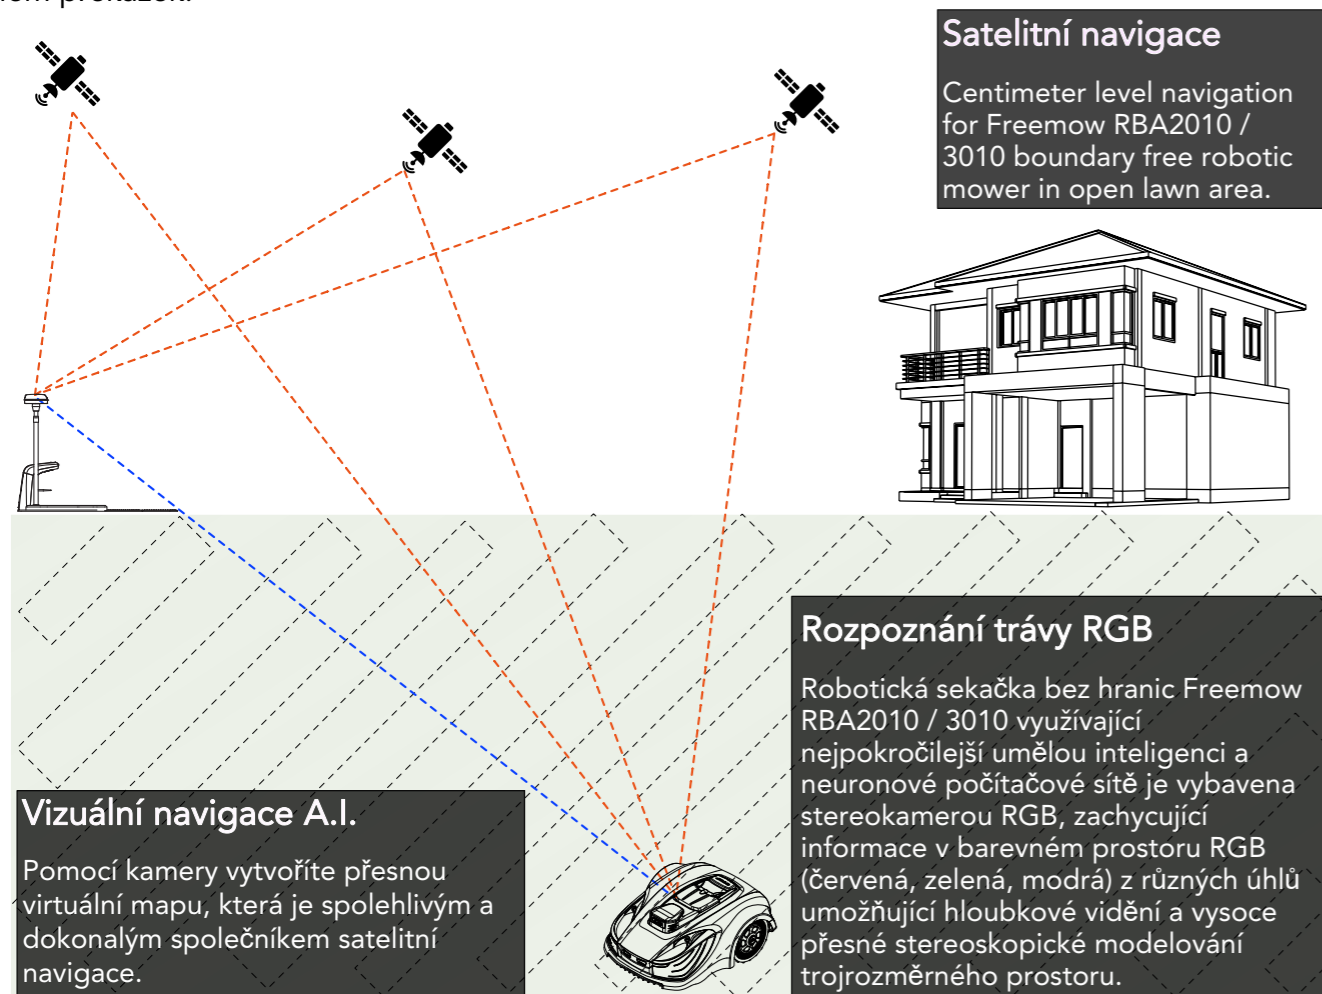 překážek.
Satelitní navigace
Centimeter level navigation
for Freemow RBA2010 /
3010 boundary free robotic
mower in open lawn area.
Rozpoznání trávy RGB
Robotická sekačka bez hranic Freemow
RBA2010 / 3010 využívající
nejpokročilejší umělou inteligenci a
neuronové počítačové sítě je vybavena
stereokamerou RGB, zachycující
informace v barevném prostoru RGB
(červená, zelená, modrá) z různých úhlů
umožňující hloubkové vidění a vysoce
přesné stereoskopické modelování
trojrozměrného prostoru.
Vizuální navigace A.I.
Pomocí kamery vytvoříte přesnou
virtuální mapu, která je spolehlivým a
dokonalým společníkem satelitní
navigace.